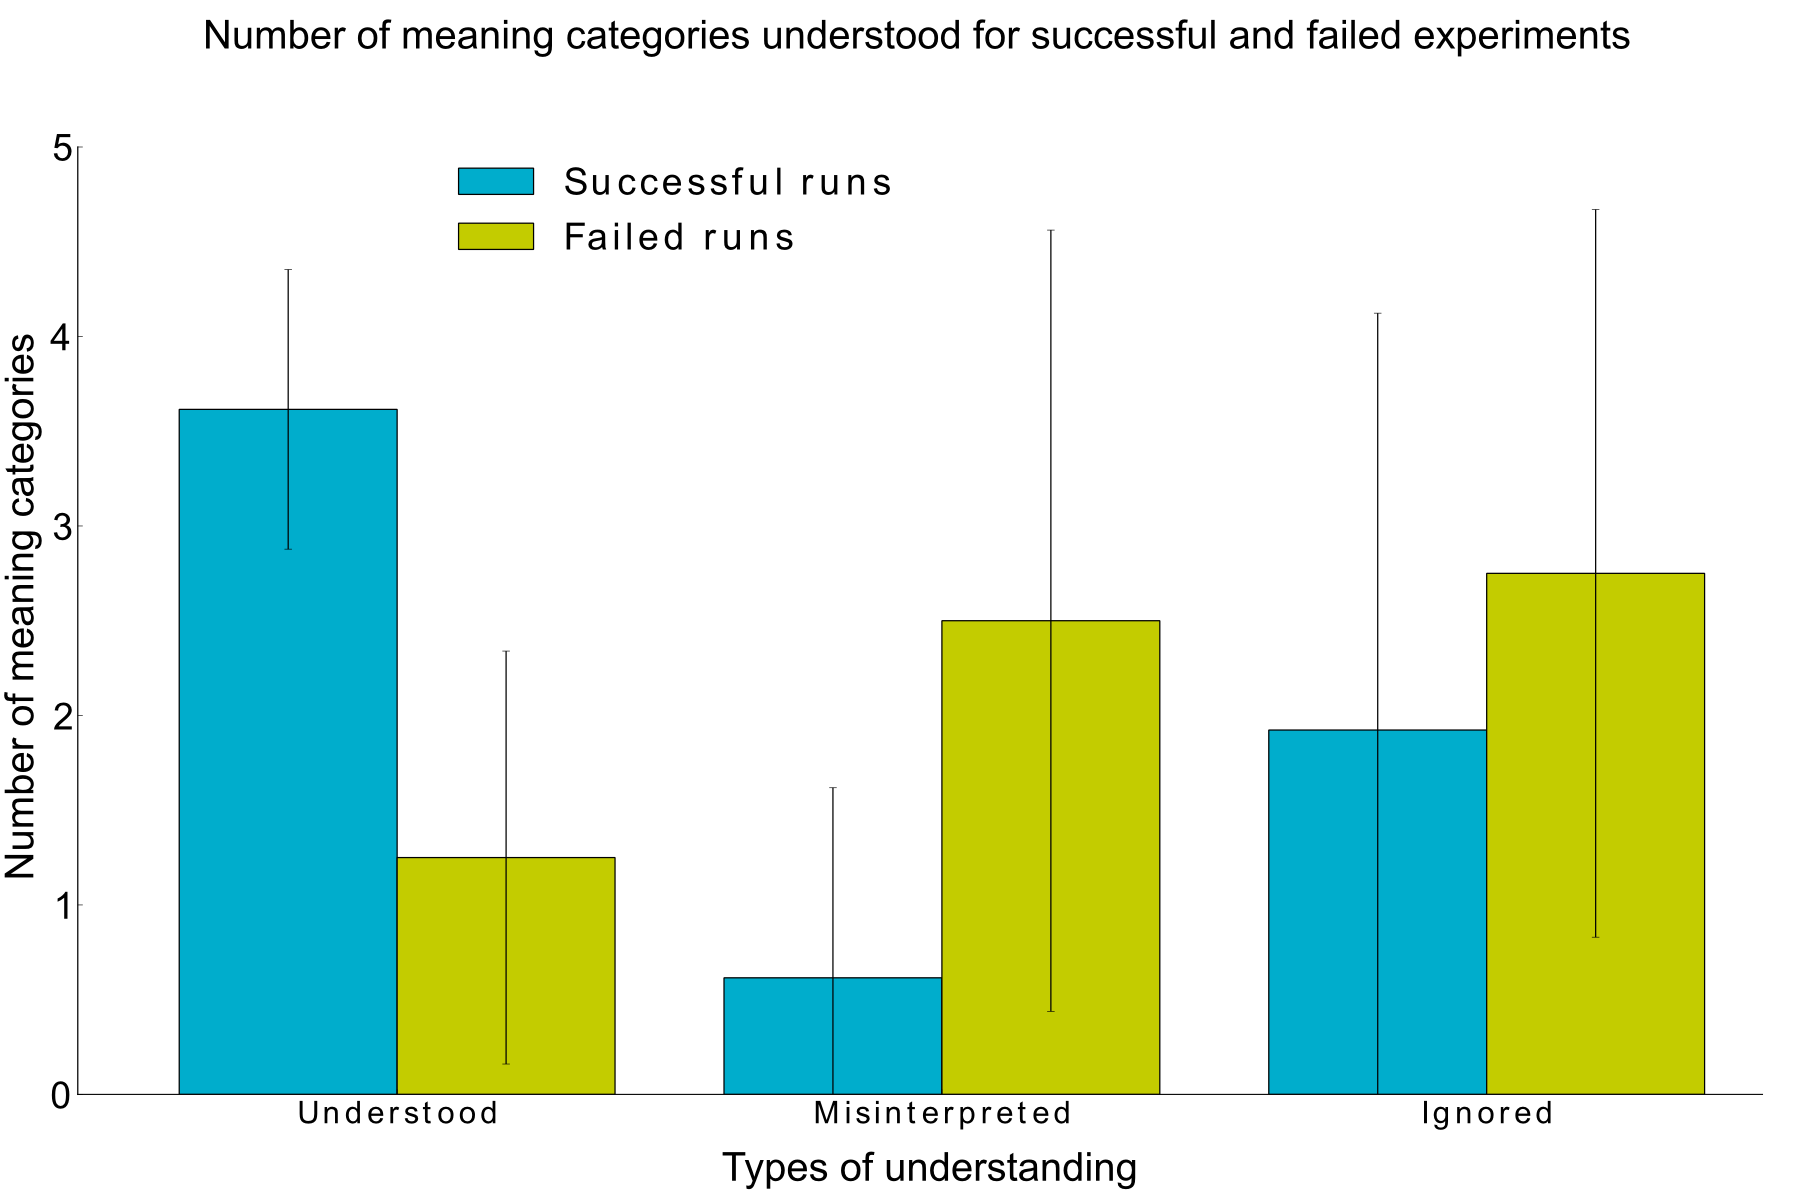 Number of meaning categories understood for successful and failed experiments
5
4
3
2
1
0
Number of meaning categories
Successful runs
Failed runs
Understood
Misinterpreted
Ignored
Types of understanding